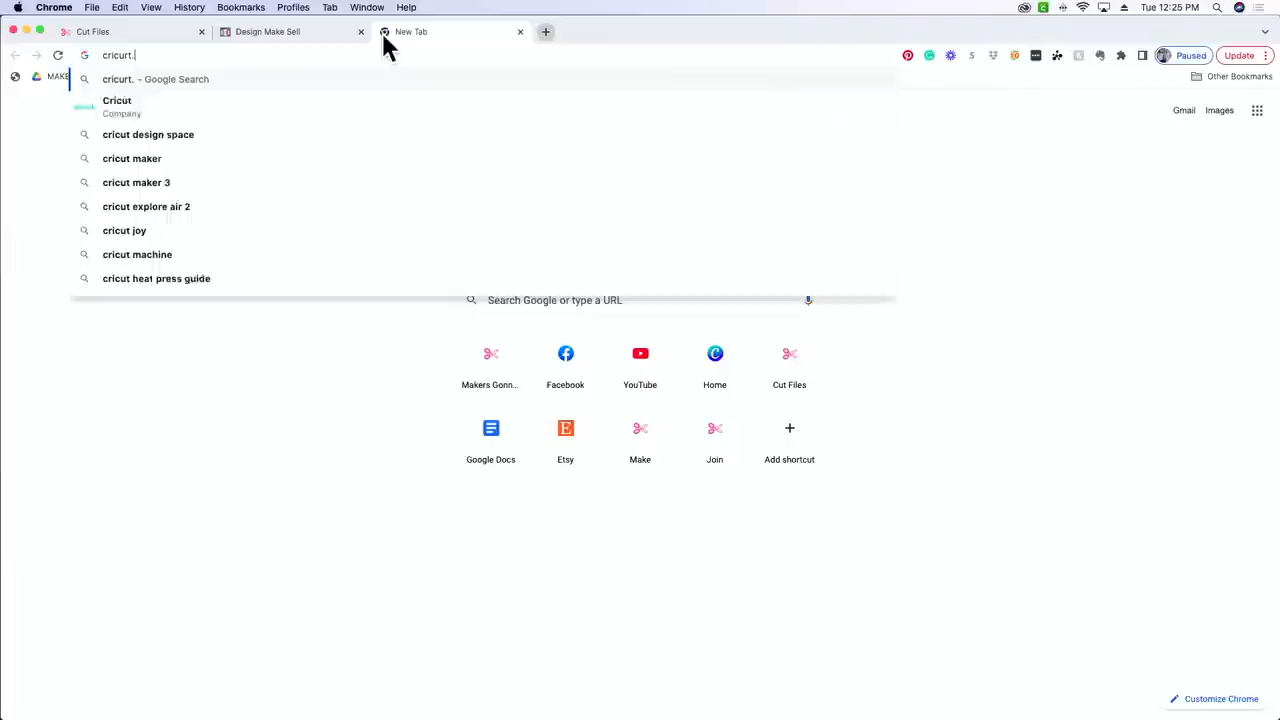 Chrome File Edit View History Bookmarks Profiles Tab Window Help Tue 12:25 PM
Cut Files Design Make Sell New Tab
cricurt. Paused Update
MAKE Other Bookmarks
cricurt. – Google Search
Cricut
Company
cricut design space
cricut maker
cricut maker 3
cricut explore air 2
cricut joy
cricut machine
cricut heat press guide
Gmail Images
Search Google or type a URL
Makers Gonn... Facebook YouTube Home Cut Files
Google Docs Etsy Make Join Add shortcut
Customize Chrome